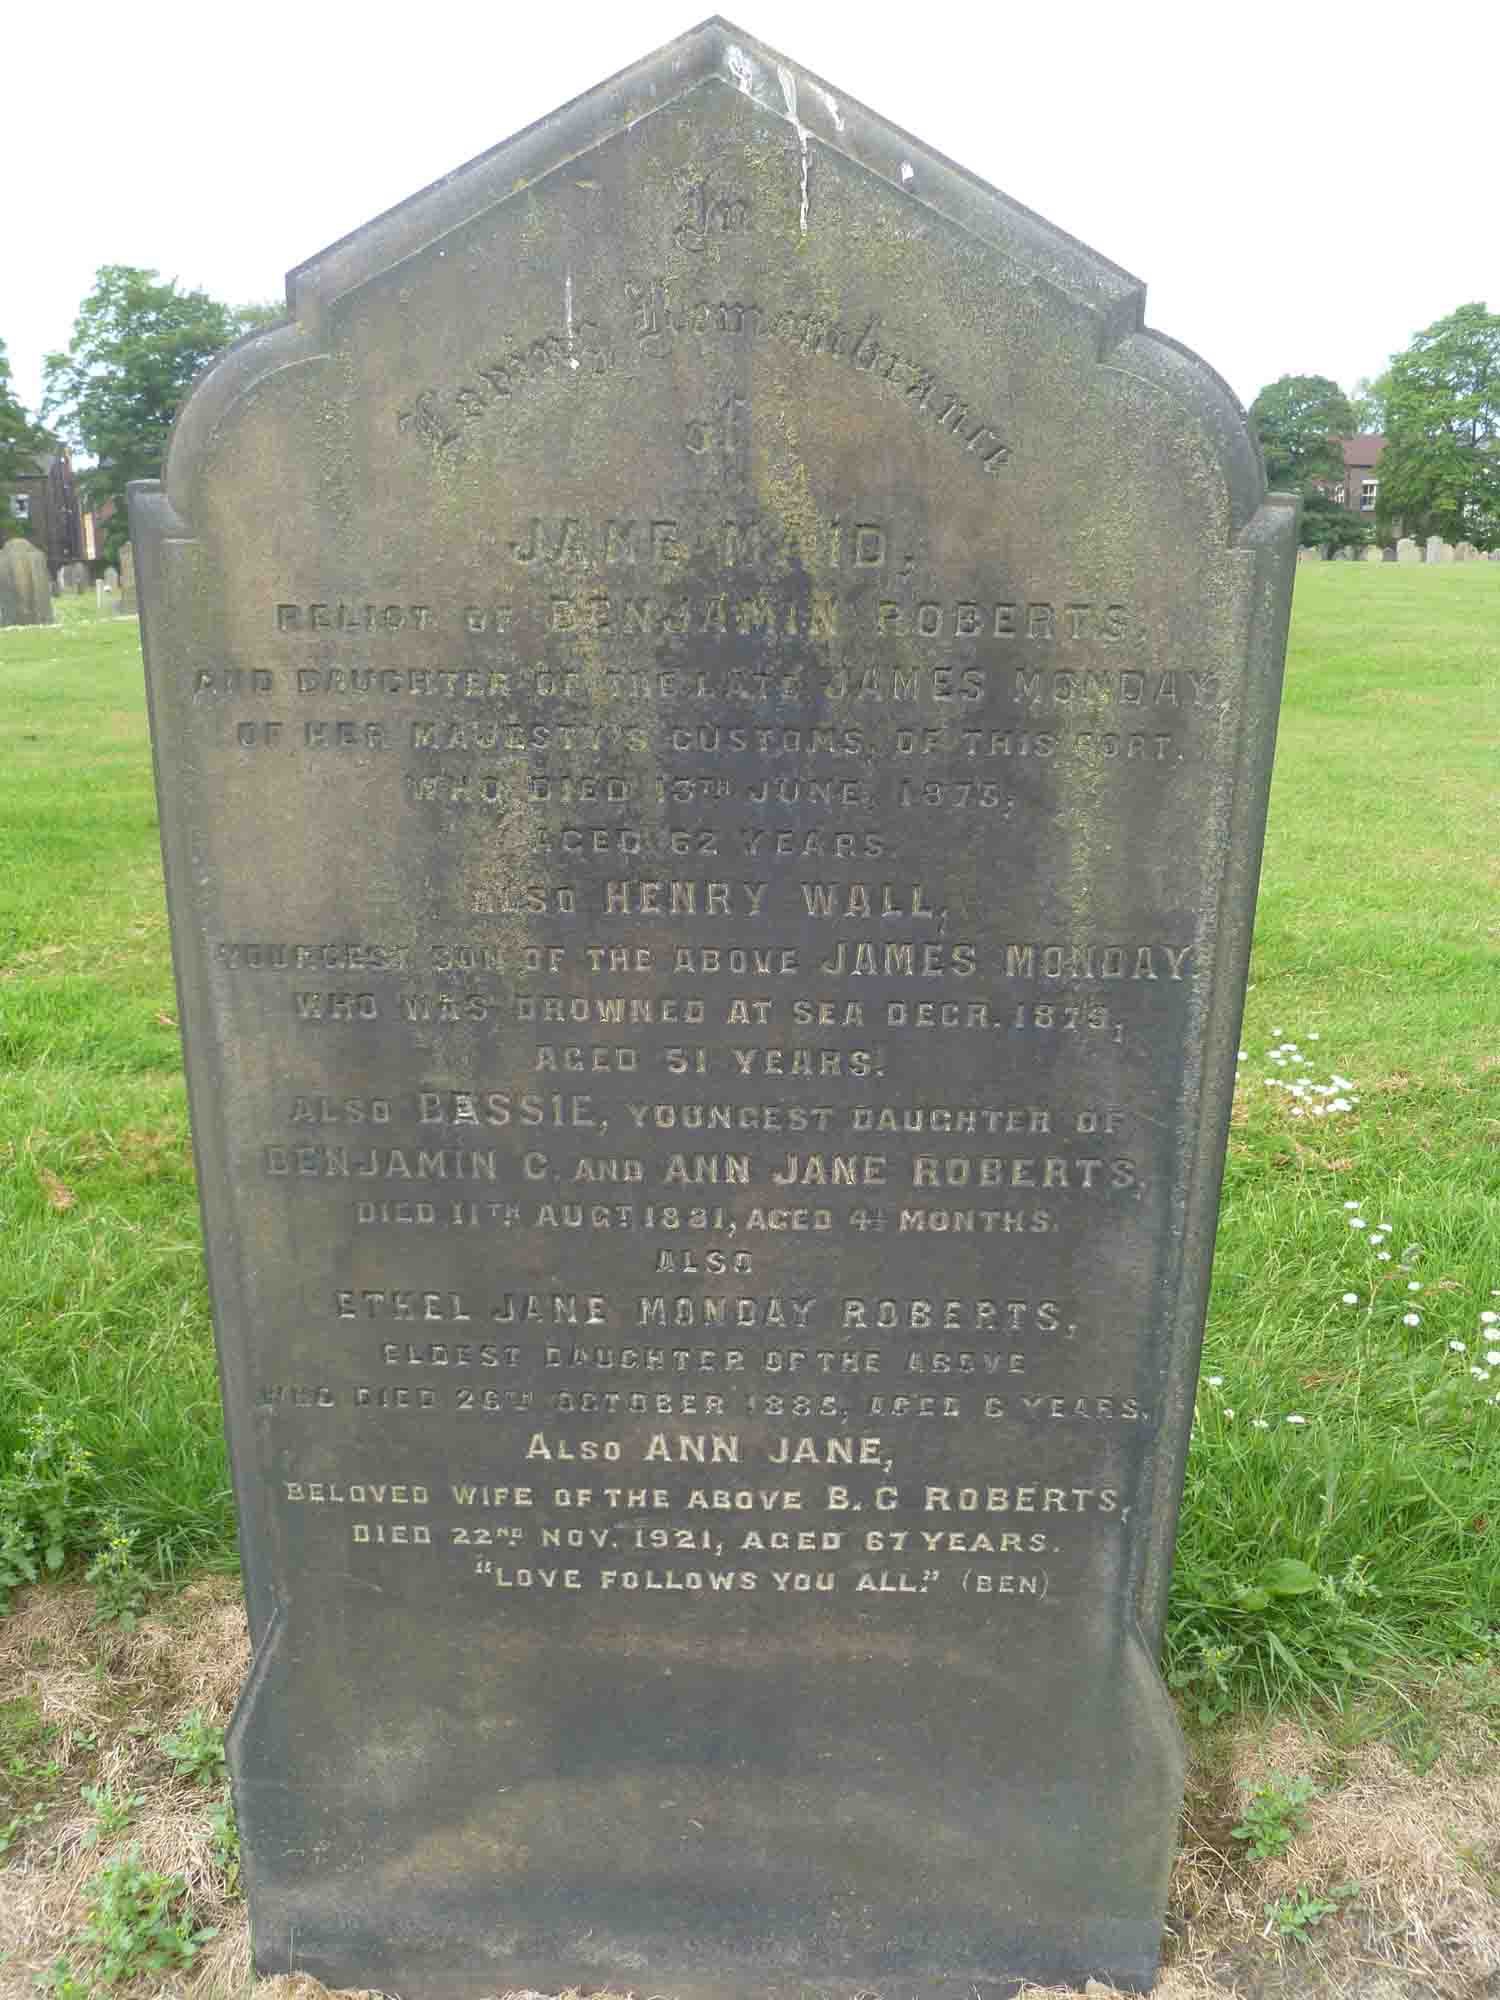 In
Loving Remembrance
of
JANE MAID,
RELICT OF BENJAMIN ROBERTS,
AND DAUGHTER OF THE LATE JAMES MONDAY
OF HER MAJESTY'S CUSTOMS, OF THIS PORT,
WHO DIED 13TH JUNE, 1875,
AGED 62 YEARS.
ALSO HENRY WALL,
YOUNGEST SON OF THE ABOVE JAMES MONDAY
WHO WAS DROWNED AT SEA DECR. 1879,
AGED 51 YEARS.
ALSO BESSIE, YOUNGEST DAUGHTER OF
BENJAMIN C. AND ANN JANE ROBERTS,
DIED 11TH AUGT. 1881, AGED 4½ MONTHS.
ALSO
ETHEL JANE MONDAY ROBERTS,
ELDEST DAUGHTER OF THE ABOVE
WHO DIED 26TH OCTOBER 1885, AGED 6 YEARS.
ALSO ANN JANE,
BELOVED WIFE OF THE ABOVE B. C ROBERTS,
DIED 22ND NOV. 1921, AGED 67 YEARS.
"LOVE FOLLOWS YOU ALL." (BEN)